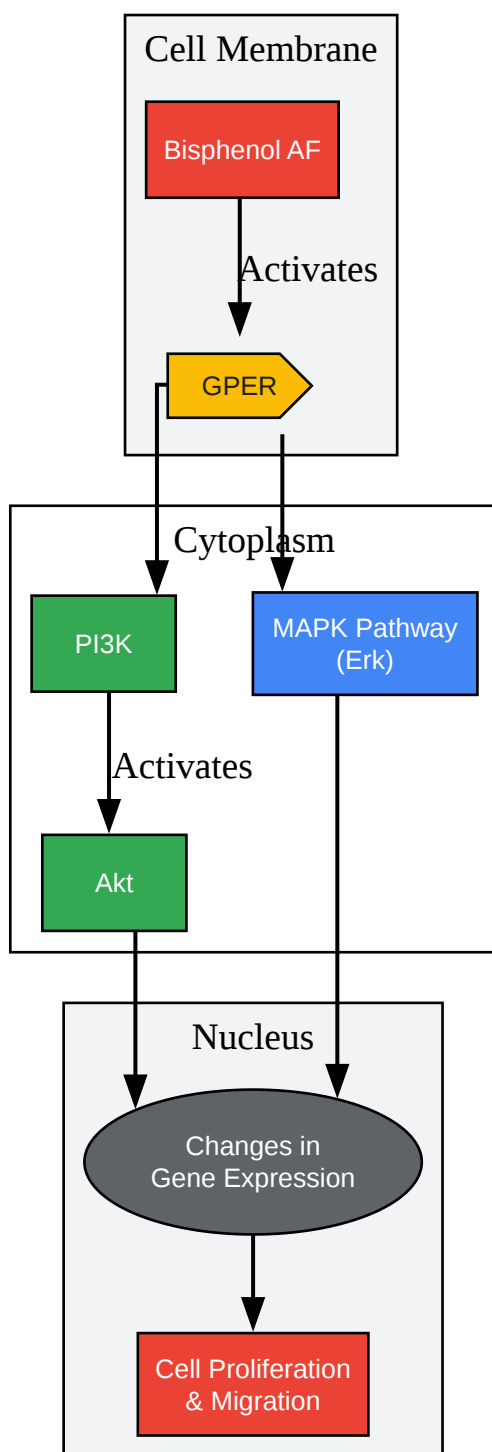 Cell Membrane
Bisphenol AF
Activates
GPER
Cytoplasm
PI3K
MAPK Pathway
(Erk)
Activates
Akt
Nucleus
Changes in
Gene Expression
Cell Proliferation
& Migration